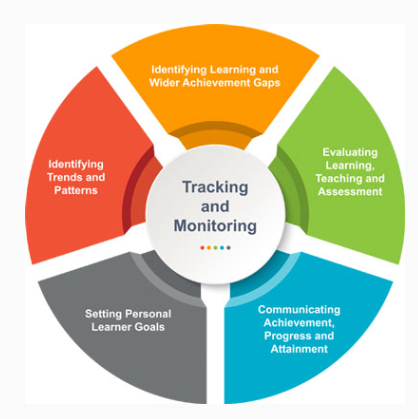 Identifying Learning and
Wider Achievement Gaps
Evaluating
Learning,
Teaching and
Assessment
Communicating
Achievement,
Progress and
Attainment
Setting Personal
Learner Goals
Identifying
Trends and
Patterns
Tracking
and
Monitoring